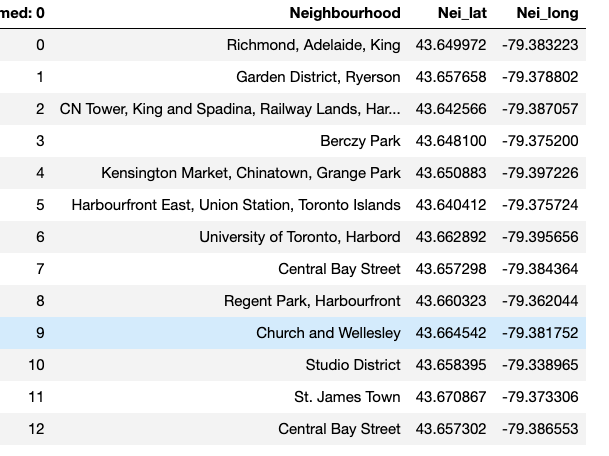 med: 0 Neighbourhood Nei_lat Nei_long
0 Richmond, Adelaide, King 43.649972 -79.383223
1 Garden District, Ryerson 43.657658 -79.378802
2 CN Tower, King and Spadina, Railway Lands, Har... 43.642566 -79.387057
3 Berczy Park 43.648100 -79.375200
4 Kensington Market, Chinatown, Grange Park 43.650883 -79.397226
5 Harbourfront East, Union Station, Toronto Islands 43.640412 -79.375724
6 University of Toronto, Harbord 43.662892 -79.395656
7 Central Bay Street 43.657298 -79.384364
8 Regent Park, Harbourfront 43.660323 -79.362044
9 Church and Wellesley 43.664542 -79.381752
10 Studio District 43.658395 -79.338965
11 St. James Town 43.670867 -79.373306
12 Central Bay Street 43.657302 -79.386553